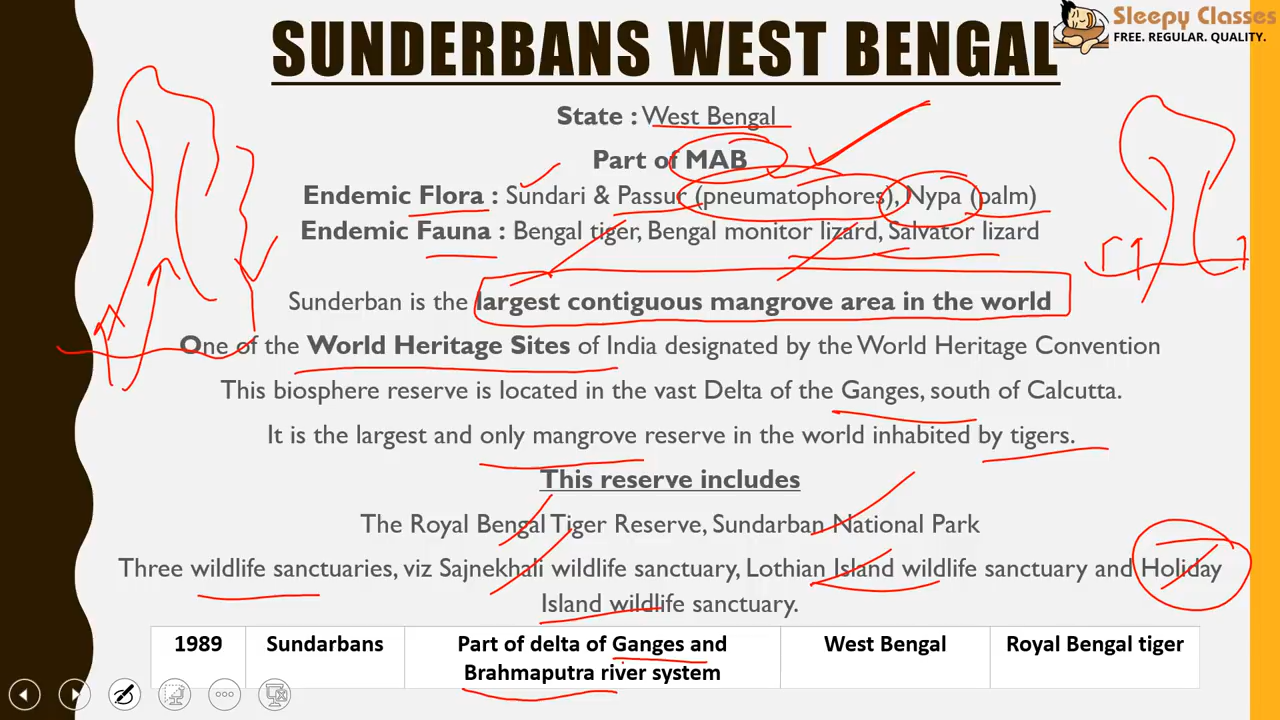 SUNDERBANS WEST BENGAL
Sleepy Classes
FREE. REGULAR. QUALITY.
State : West Bengal
Part of MAB
Endemic Flora : Sundari & Passur (pneumatophores), Nypa (palm)
Endemic Fauna : Bengal tiger, Bengal monitor lizard, Salvator lizard
Sunderban is the largest contiguous mangrove area in the world
One of the World Heritage Sites of India designated by the World Heritage Convention
This biosphere reserve is located in the vast Delta of the Ganges, south of Calcutta.
It is the largest and only mangrove reserve in the world inhabited by tigers.
This reserve includes
The Royal Bengal Tiger Reserve, Sundarban National Park
Three wildlife sanctuaries, viz Sajnekhali wildlife sanctuary, Lothian Island wildlife sanctuary and Holiday
Island wildlife sanctuary.
1989 Sundarbans Part of delta of Ganges and West Bengal Royal Bengal tiger
Brahmaputra river system